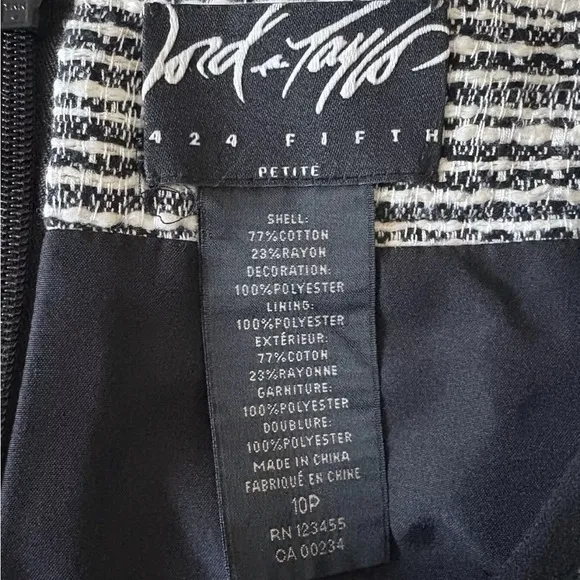 Lord & Taylor
424 FIFTH
PETITE
SHELL:
77%COTTON
23%RAYON
DECORATION:
100%POLYESTER
LINING:
100%POLYESTER
EXTÉRIEUR:
77%COTON
23%RAYONNE
GARNITURE:
100%POLYESTER
DOUBLURE:
100%POLYESTER
MADE IN CHINA
FABRIQUÉ EN CHINE
10P
RN 123455
CA 00234